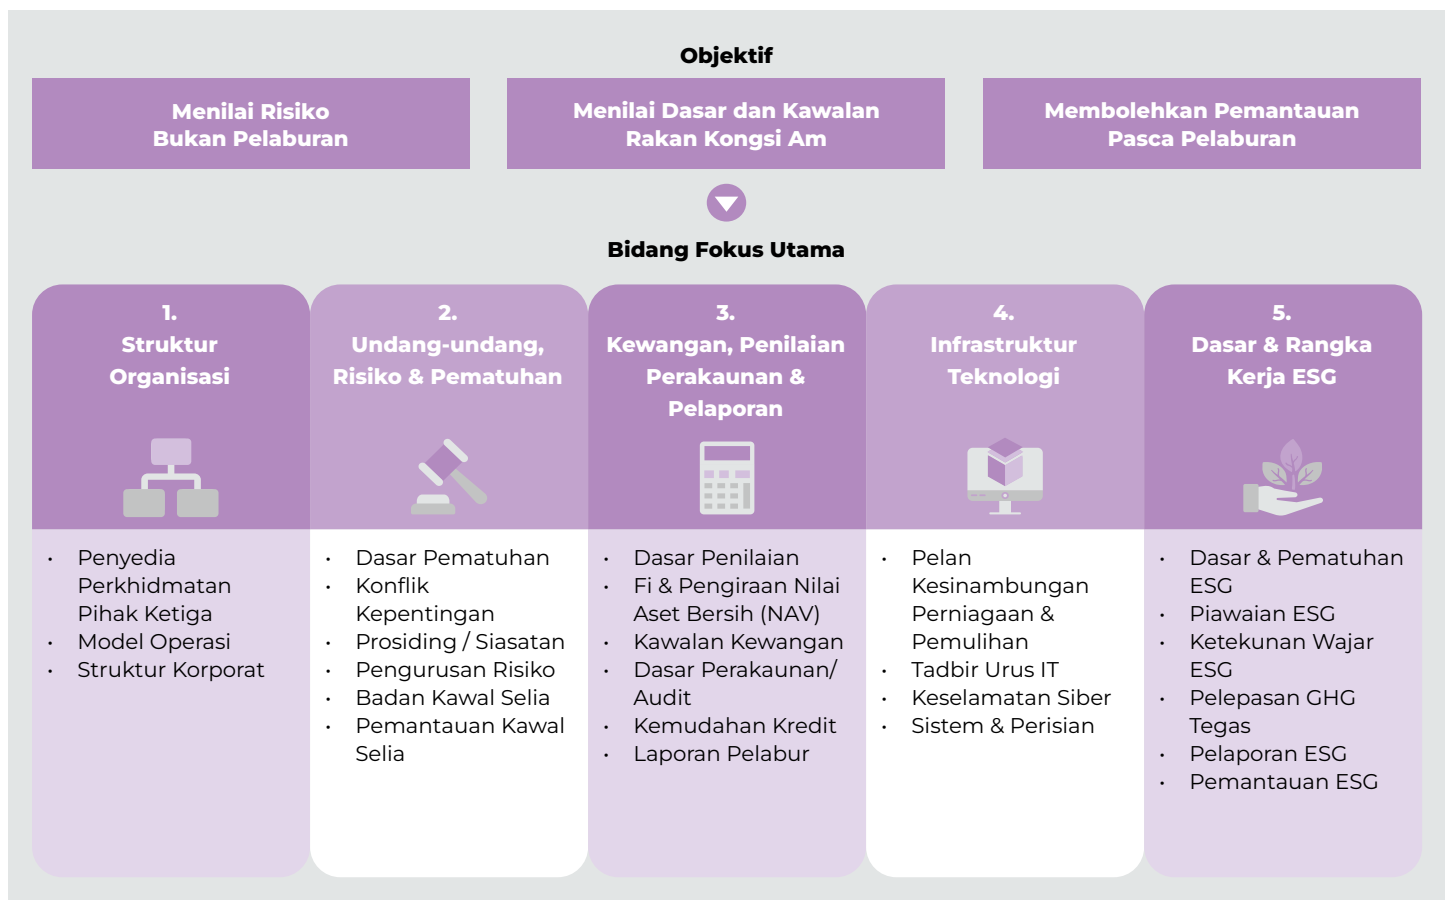 Objektif
Menilai Risiko
Bukan Pelaburan
Menilai Dasar dan Kawalan
Rakan Kongsi Am
Membolehkan Pemantauan
Pasca Pelaburan
Bidang Fokus Utama
1.
Struktur
Organisasi
• Penyedia
Perkhidmatan
Pihak Ketiga
• Model Operasi
• Struktur Korporat
2.
Undang-undang,
Risiko & Pematuhan
• Dasar Pematuhan
• Konflik
Kepentingan
• Prosiding / Siasatan
• Pengurusan Risiko
• Badan Kawal Selia
• Pemantauan Kawal
Selia
3.
Kewangan, Penilaian
Perakaunan &
Pelaporan
• Dasar Penilaian
• Fi & Pengiraan Nilai
Aset Bersih (NAV)
• Kawalan Kewangan
• Dasar Perakaunan/
Audit
• Kemudahan Kredit
• Laporan Pelabur
4.
Infrastruktur
Teknologi
• Pelan
Kesinambungan
Perniagaan &
Pemulihan
• Tadbir Urus IT
• Keselamatan Siber
• Sistem & Perisian
5.
Dasar & Rangka
Kerja ESG
• Dasar & Pematuhan
ESG
• Piawaian ESG
• Ketekunan Wajar
ESG
• Pelepasan GHG
Tegas
• Pelaporan ESG
• Pemantauan ESG